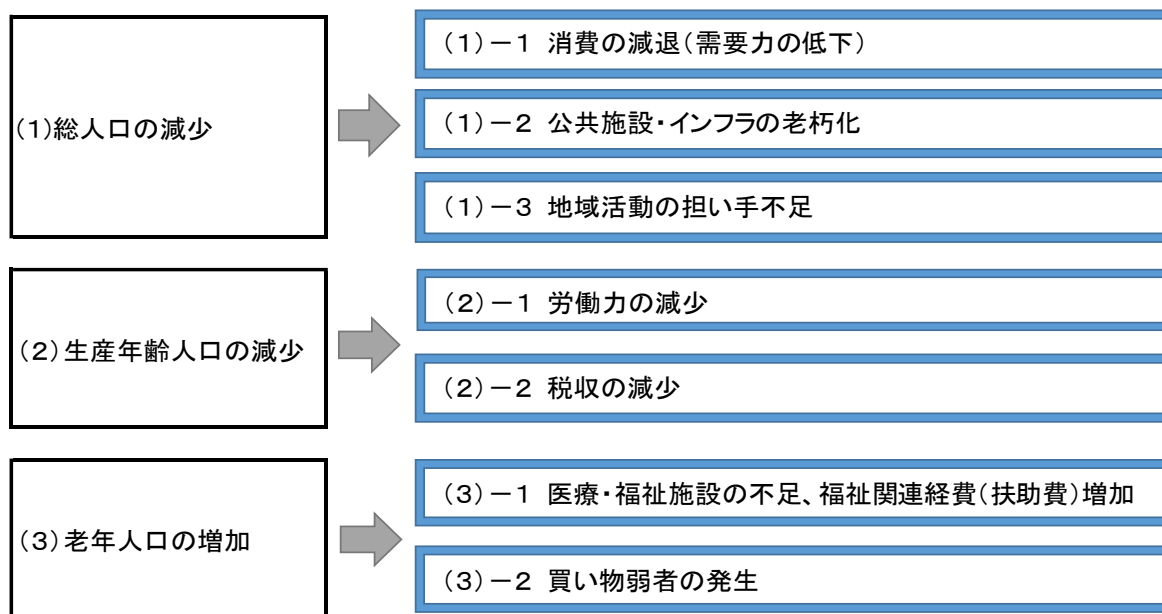 (1)総人口の減少
(1)－1 消費の減退(需要力の低下)
(1)－2 公共施設・インフラの老朽化
(1)－3 地域活動の担い手不足
(2)生産年齢人口の減少
(2)－1 労働力の減少
(2)－2 税収の減少
(3)老年人口の増加
(3)－1 医療・福祉施設の不足、福祉関連経費(扶助費)増加
(3)－2 買い物弱者の発生